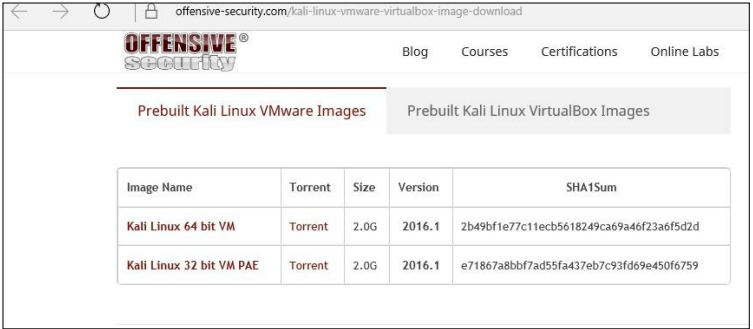 offensive-security.com/kali-linux-vmware-virtualbox-image-download
OFFENSIVE®
security
Blog Courses Certifications Online Labs
Prebuilt Kali Linux VMware Images Prebuilt Kali Linux VirtualBox Images
Image Name Torrent Size Version SHA1Sum
Kali Linux 64 bit VM Torrent 2.0G 2016.1 2b49bf1e77c11ecb5618249ca69a46f23a6f5d2d
Kali Linux 32 bit VM PAE Torrent 2.0G 2016.1 e71867a8bbf7ad55fa437eb7c93fd69e450f6759